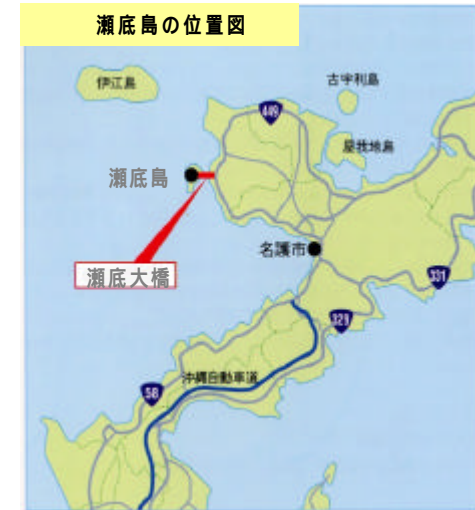 瀬底島の位置図
伊江島
古宇利島
449
屋我地島
瀬底島
名護市
瀬底大橋
331
329
沖縄自動車道
58